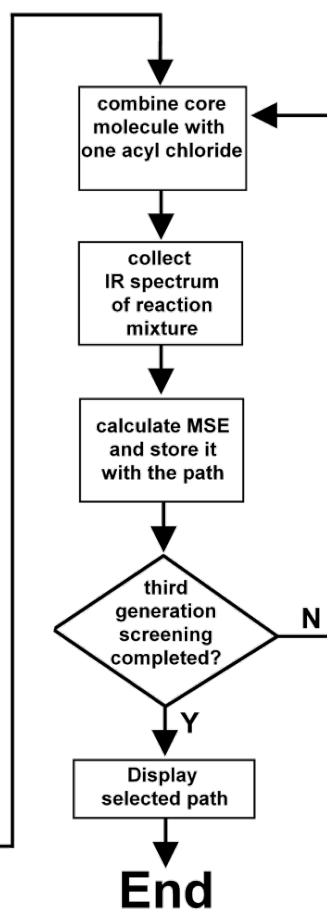 combine core
molecule with
one acyl chloride
collect
IR spectrum
of reaction
mixture
calculate MSE
and store it
with the path
third
generation
screening
completed?
N
Y
Display
selected path
End